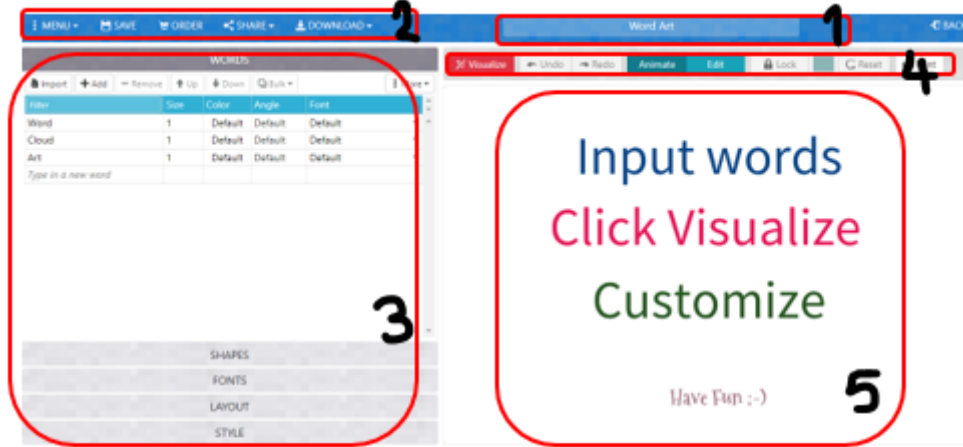 MENU SAVE ORDER SHARE DOWNLOAD 2
Word Art 1
BACK
WORDS
Import Add Remove Up Down Bulk
Visualize Undo Redo Animate Edit Lock Reset 4
Filter Size Color Angle Font
Word 1 Default Default Default
Cloud 1 Default Default Default
Art 1 Default Default Default
Type in a new word
Input words
Click Visualize
Customize
3
SHAPES
FONTS
LAYOUT
STYLE
Have Fun ;-)
5